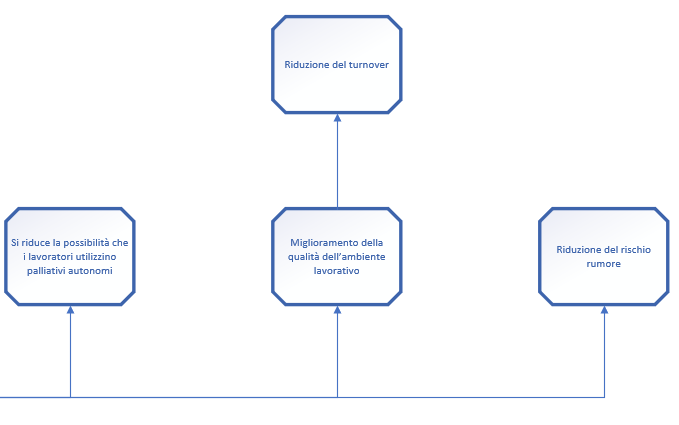 Riduzione del turnover
Si riduce la possibilità che
i lavoratori utilizzino
palliativi autonomi
Miglioramento della
qualità dell’ambiente
lavorativo
Riduzione del rischio
rumore